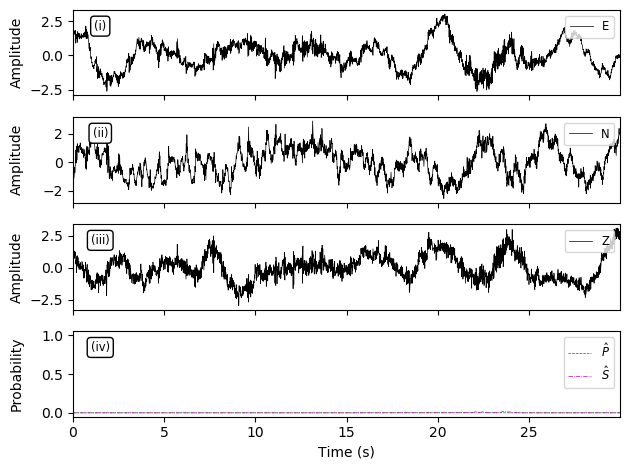 Amplitude
2.5
0.0
−2.5
(i)
E
Amplitude
2
0
−2
(ii)
N
Amplitude
2.5
0.0
−2.5
(iii)
Z
Probability
1.0
0.5
0.0
(iv)
P̂
Ŝ
0 5 10 15 20 25
Time (s)